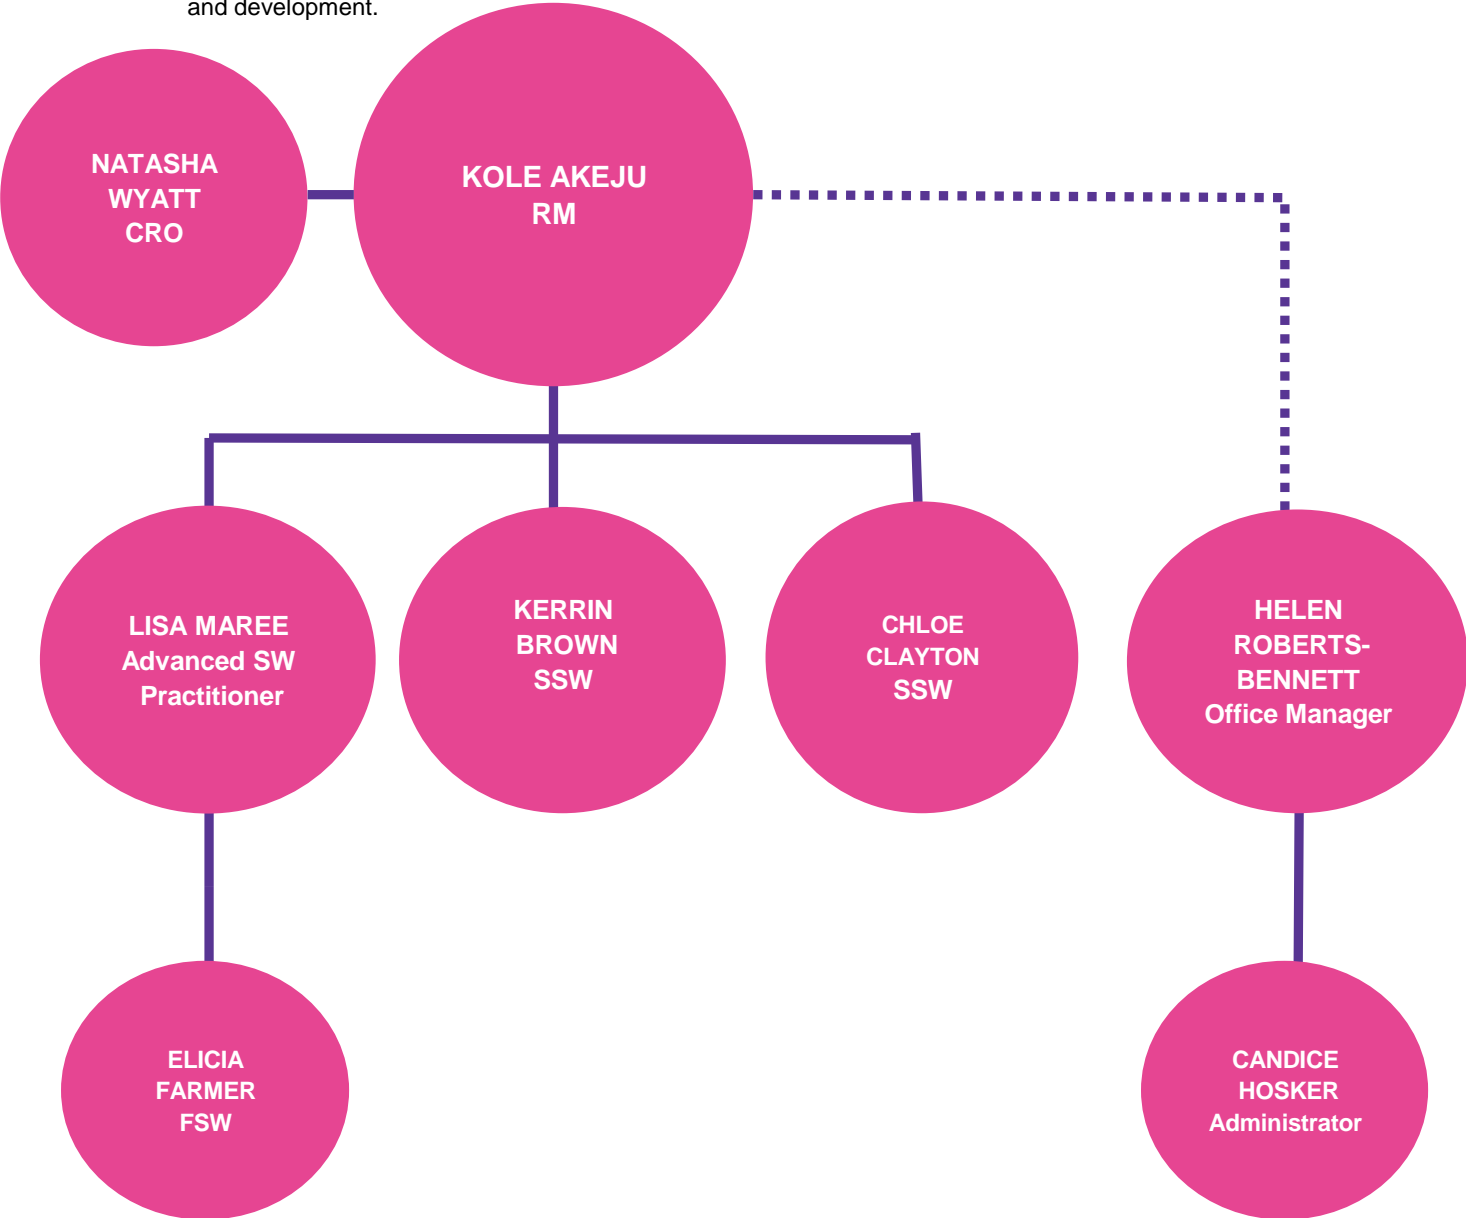 and development.
NATASHA
WYATT
CRO
KOLE AKEJU
RM
LISA MAREE
Advanced SW
Practitioner
KERRIN
BROWN
SSW
CHLOE
CLAYTON
SSW
HELEN
ROBERTS-
BENNETT
Office Manager
ELICIA
FARMER
FSW
CANDICE
HOSKER
Administrator